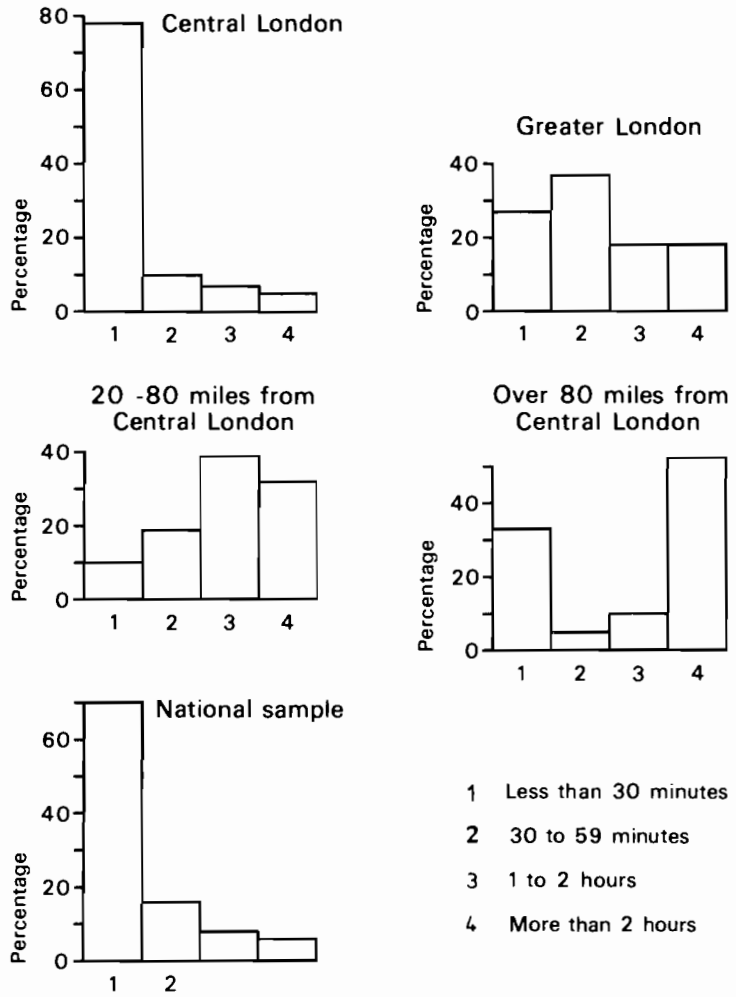 Central London
80
60
40
20
0
Percentage
1 2 3 4
Greater London
40
20
0
Percentage
1 2 3 4
20 -80 miles from
Central London
40
20
0
Percentage
1 2 3 4
Over 80 miles from
Central London
40
20
0
Percentage
1 2 3 4
National sample
60
40
20
0
Percentage
1 2
1 Less than 30 minutes
2 30 to 59 minutes
3 1 to 2 hours
4 More than 2 hours